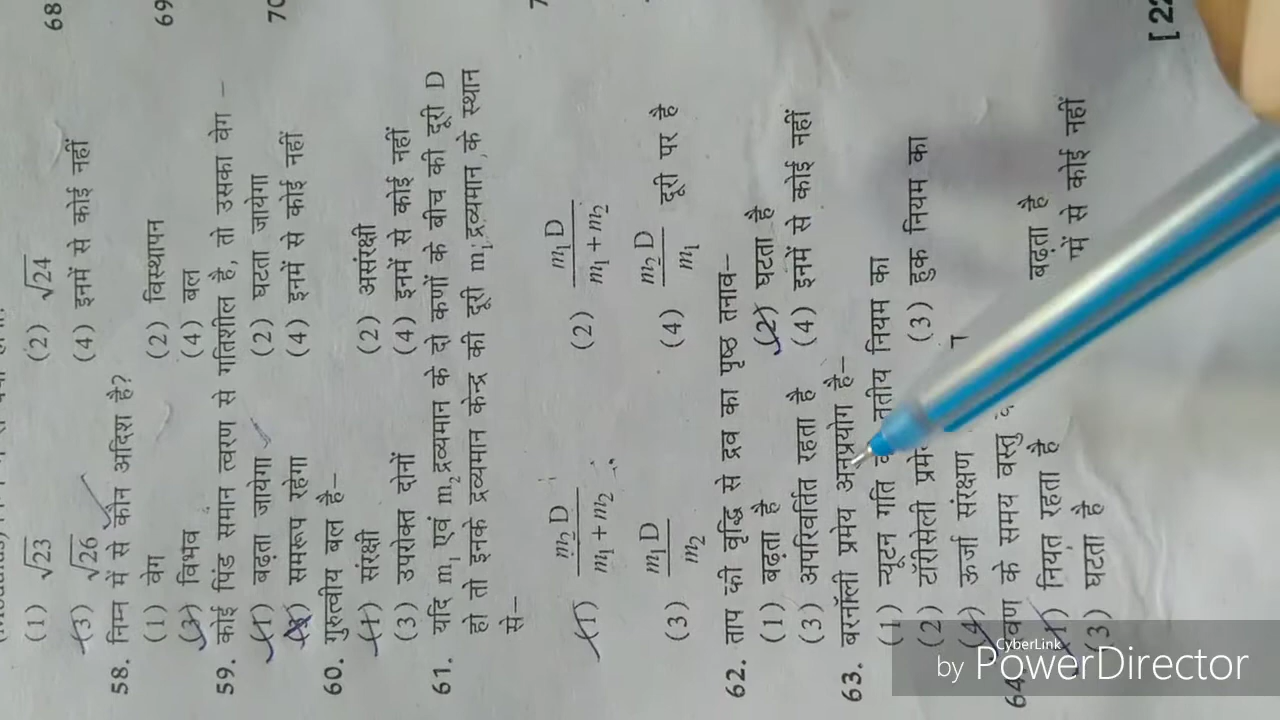 68
69
70
(1) √23
(2) √24
(3) √26
(4) इनमें से कोई नहीं
58. निम्न में से कौन अदिश है?
(1) वेग
(2) विस्थापन
(3) विभव
(4) बल
59. कोई पिंड समान त्वरण से गतिशील है, तो उसका वेग –
(1) बढ़ता जायेगा
(2) घटता जायेगा
समरूप रहेगा
(4) इनमें से कोई नहीं
60. गुरुत्वीय बल है–
(1) संरक्षी
(2) असंरक्षी
(3) उपरोक्त दोनों
(4) इनमें से कोई नहीं
61. यदि m₁ एवं m₂ द्रव्यमान के दो कणों के बीच की दूरी D
हो तो इनके द्रव्यमान केन्द्र की दूरी m₁ द्रव्यमान के स्थान
से–
(1) m₂D / m₁ + m₂
(2) m₁D / m₁ + m₂
(3) m₁D / m₂
(4) m₂D / m₁ दूरी पर है
62. ताप की वृद्धि से द्रव का पृष्ठ तनाव–
(1) बढ़ता है
(2) घटता है
(3) अपरिवर्तित रहता है
(4) इनमें से कोई नहीं
63. बरनॉली प्रमेय अनुप्रयोग है–
(1) न्यूटन गति तृतीय नियम का
(2) टॉरीसेली
(3) हुक नियम का
(4) ऊर्जा संरक्षण
64. के समय वस्तु
(1) नियत रहता है
बढ़ता है
(3) घटता है
में से कोई नहीं
[ 22
CyberLink
by PowerDirector